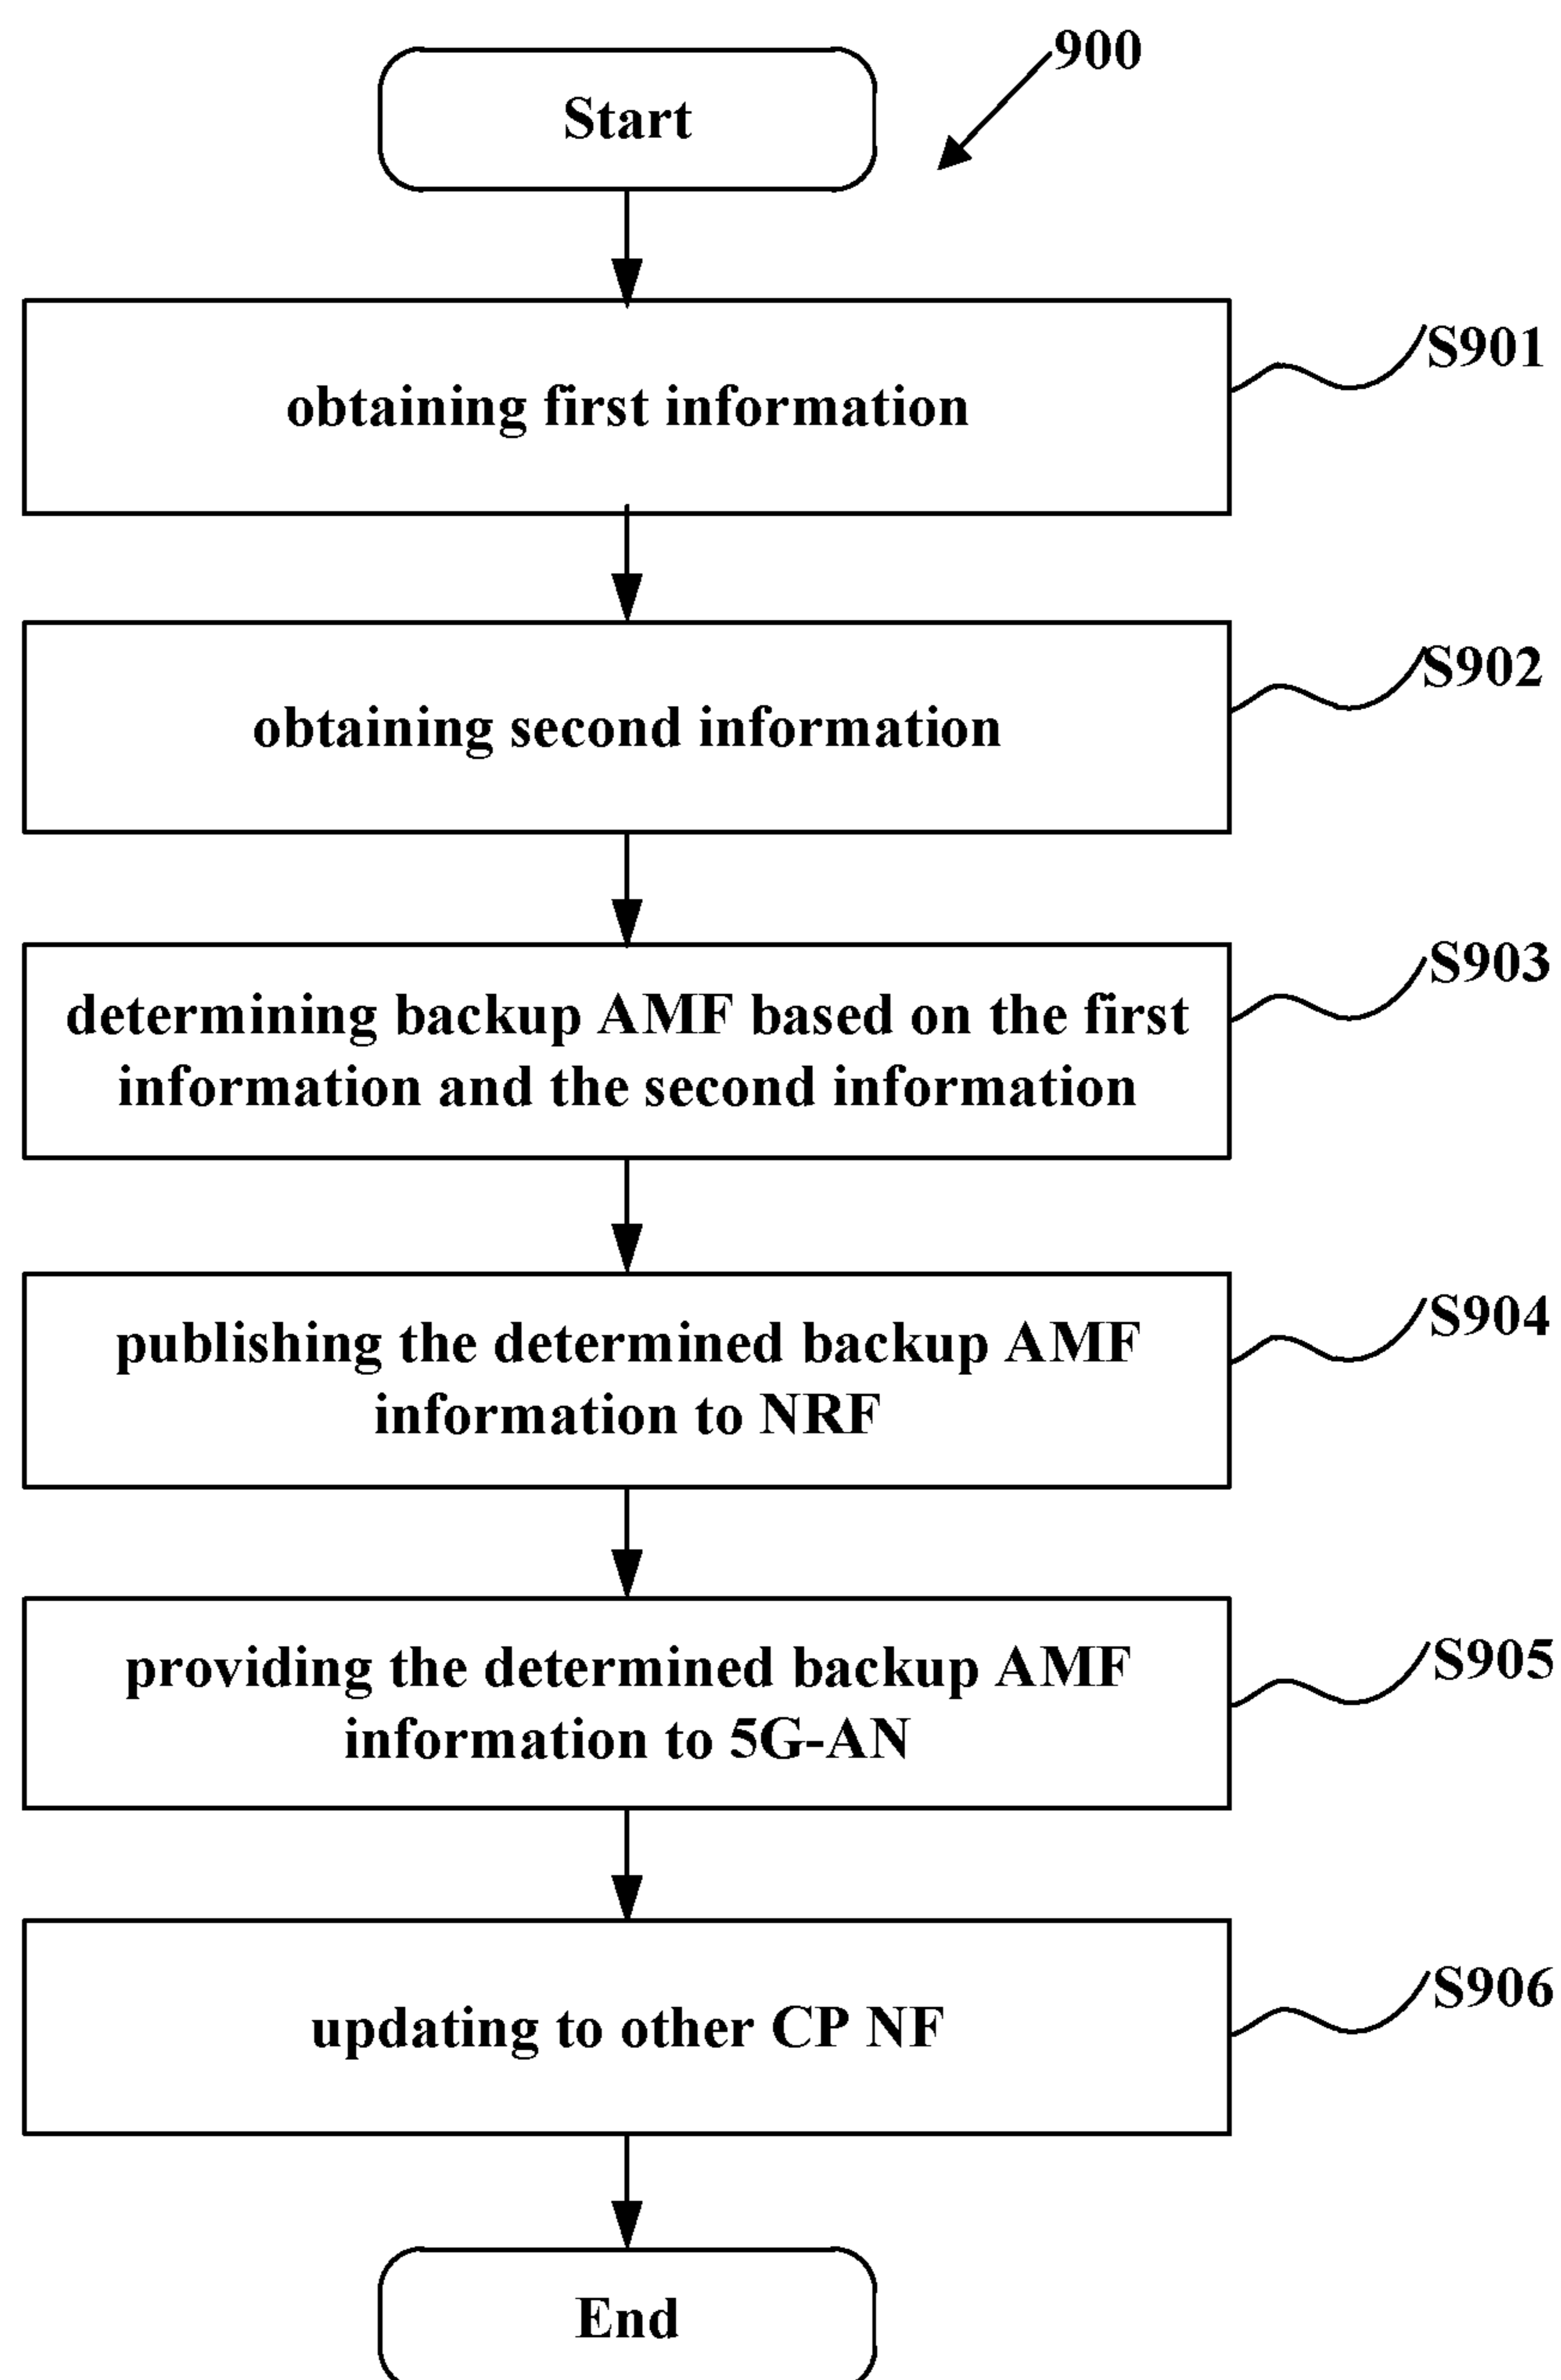 900
Start
S901
obtaining first information
S902
obtaining second information
S903
determining backup AMF based on the first
information and the second information
S904
publishing the determined backup AMF
information to NRF
S905
providing the determined backup AMF
information to 5G-AN
S906
updating to other CP NF
End